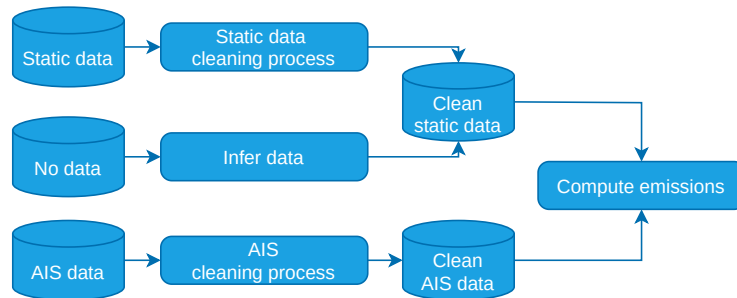 Static data
Static data
cleaning process
Clean
static data
No data
Infer data
Compute emissions
AIS data
AIS
cleaning process
Clean
AIS data